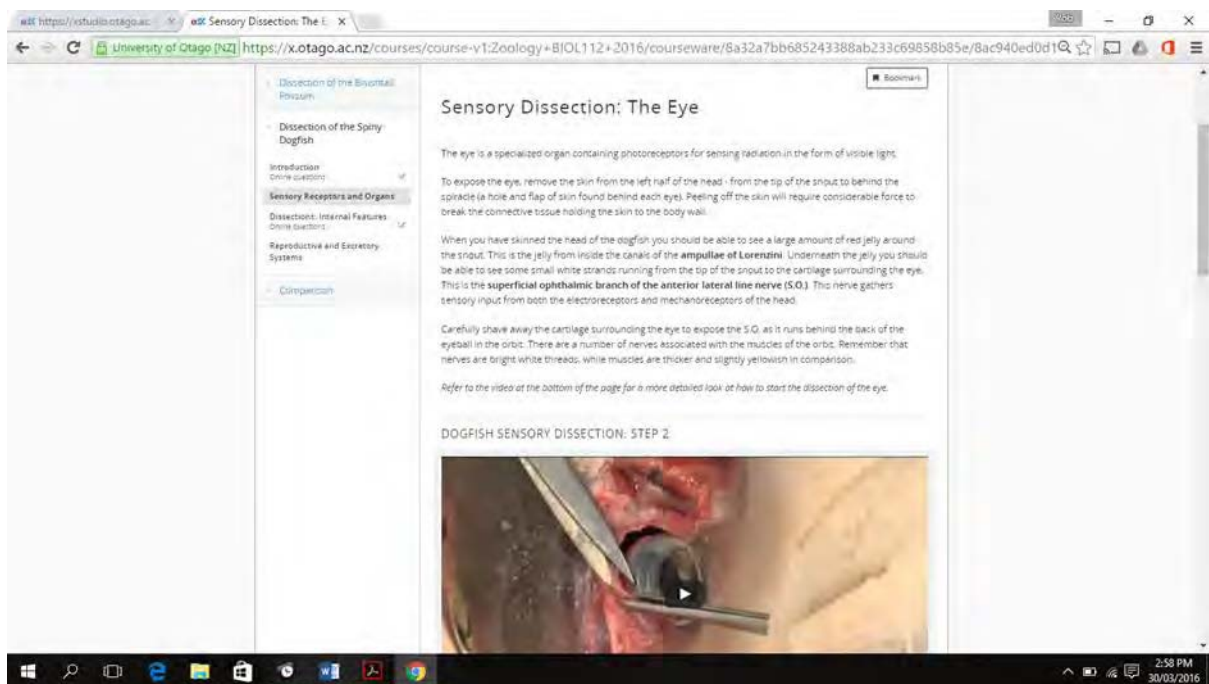 https://xstudio.otago.ac
Sensory Dissection: The E
University of Otago [NZ] https://x.otago.ac.nz/courses/course-v1:Zoology+BIOL112+2016/courseware/8a32a7bb685243388ab233c69858b85e/8ac940ed0d1
Dissection of the Brushtail
Possum
Dissection of the Spiny
Dogfish
Introduction
Online questions
Sensory Receptors and Organs
Dissections: Internal Features
Online questions
Reproductive and Excretory
Systems
Comparison
Bookmark
Sensory Dissection: The Eye
The eye is a specialized organ containing photoreceptors for sensing radiation in the form of visible light.
To expose the eye, remove the skin from the left half of the head - from the tip of the snout to behind the
spiracle (a hole and flap of skin found behind each eye). Peeling off the skin will require considerable force to
break the connective tissue holding the skin to the body wall.
When you have skinned the head of the dogfish you should be able to see a large amount of red jelly around
the snout. This is the jelly from inside the canals of the ampullae of Lorenzini. Underneath the jelly you should
be able to see some small white strands running from the tip of the snout to the cartilage surrounding the eye.
This is the superficial ophthalmic branch of the anterior lateral line nerve (S.O.). This nerve gathers
sensory input from both the electroreceptors and mechanoreceptors of the head.
Carefully shave away the cartilage surrounding the eye to expose the S.O. as it runs behind the back of the
eyeball in the orbit. There are a number of nerves associated with the muscles of the orbit. Remember that
nerves are bright white threads, while muscles are thicker and slightly yellowish in comparison.
Refer to the video at the bottom of the page for a more detailed look at how to start the dissection of the eye.
DOGFISH SENSORY DISSECTION: STEP 2
2:58 PM
30/03/2016